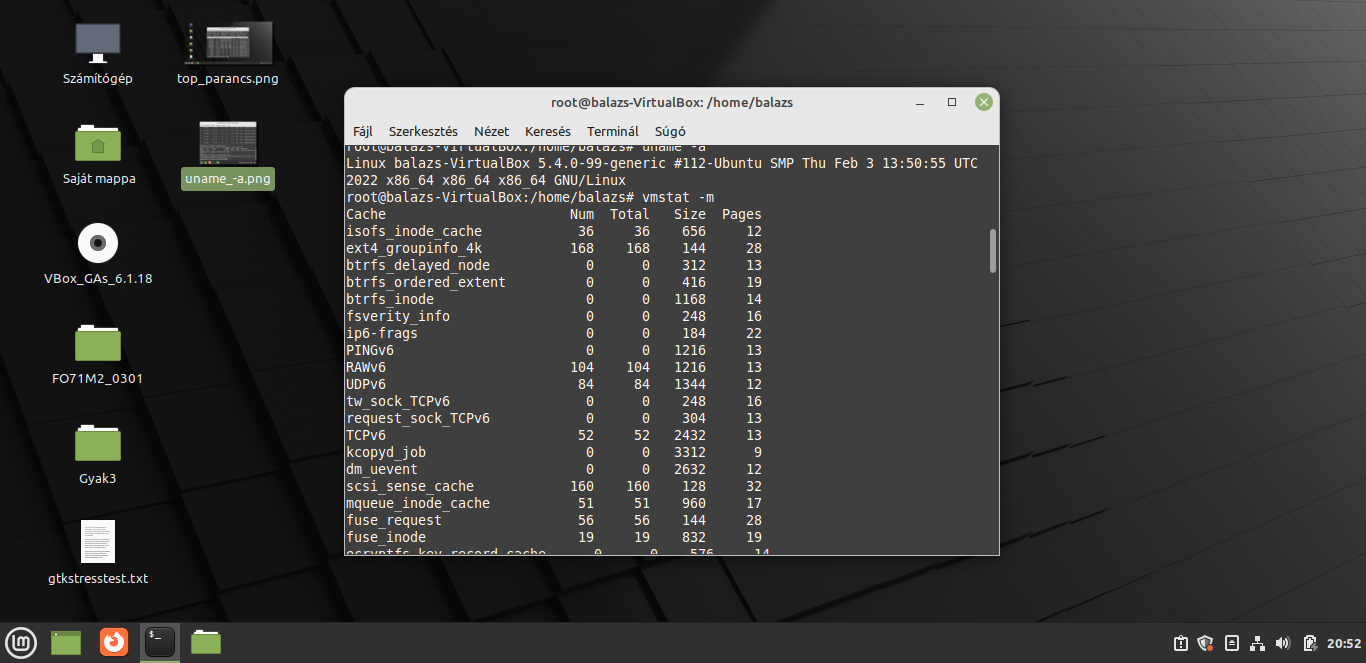 Számítógép
top_parancs.png
Saját mappa
uname_-a.png
VBox_GAs_6.1.18
FO71M2_0301
Gyak3
gtkstresstest.txt
root@balazs-VirtualBox: /home/balazs
Fájl Szerkesztés Nézet Keresés Terminál Súgó
root@balazs-VirtualBox:/home/balazs# uname -a
Linux balazs-VirtualBox 5.4.0-99-generic #112-Ubuntu SMP Thu Feb 3 13:50:55 UTC
2022 x86_64 x86_64 x86_64 GNU/Linux
root@balazs-VirtualBox:/home/balazs# vmstat -m
Cache Num Total Size Pages
isofs_inode_cache 36 36 656 12
ext4_groupinfo_4k 168 168 144 28
btrfs_delayed_node 0 0 312 13
btrfs_ordered_extent 0 0 416 19
btrfs_inode 0 0 1168 14
fsverity_info 0 0 248 16
ip6-frags 0 0 184 22
PINGv6 0 0 1216 13
RAWv6 104 104 1216 13
UDPv6 84 84 1344 12
tw_sock_TCPv6 0 0 248 16
request_sock_TCPv6 0 0 304 13
TCPv6 52 52 2432 13
kcopyd_job 0 0 3312 9
dm_uevent 0 0 2632 12
scsi_sense_cache 160 160 128 32
mqueue_inode_cache 51 51 960 17
fuse_request 56 56 144 28
fuse_inode 19 19 832 19
ecryptfs_key_record_cache 0 0 576 14
20:52